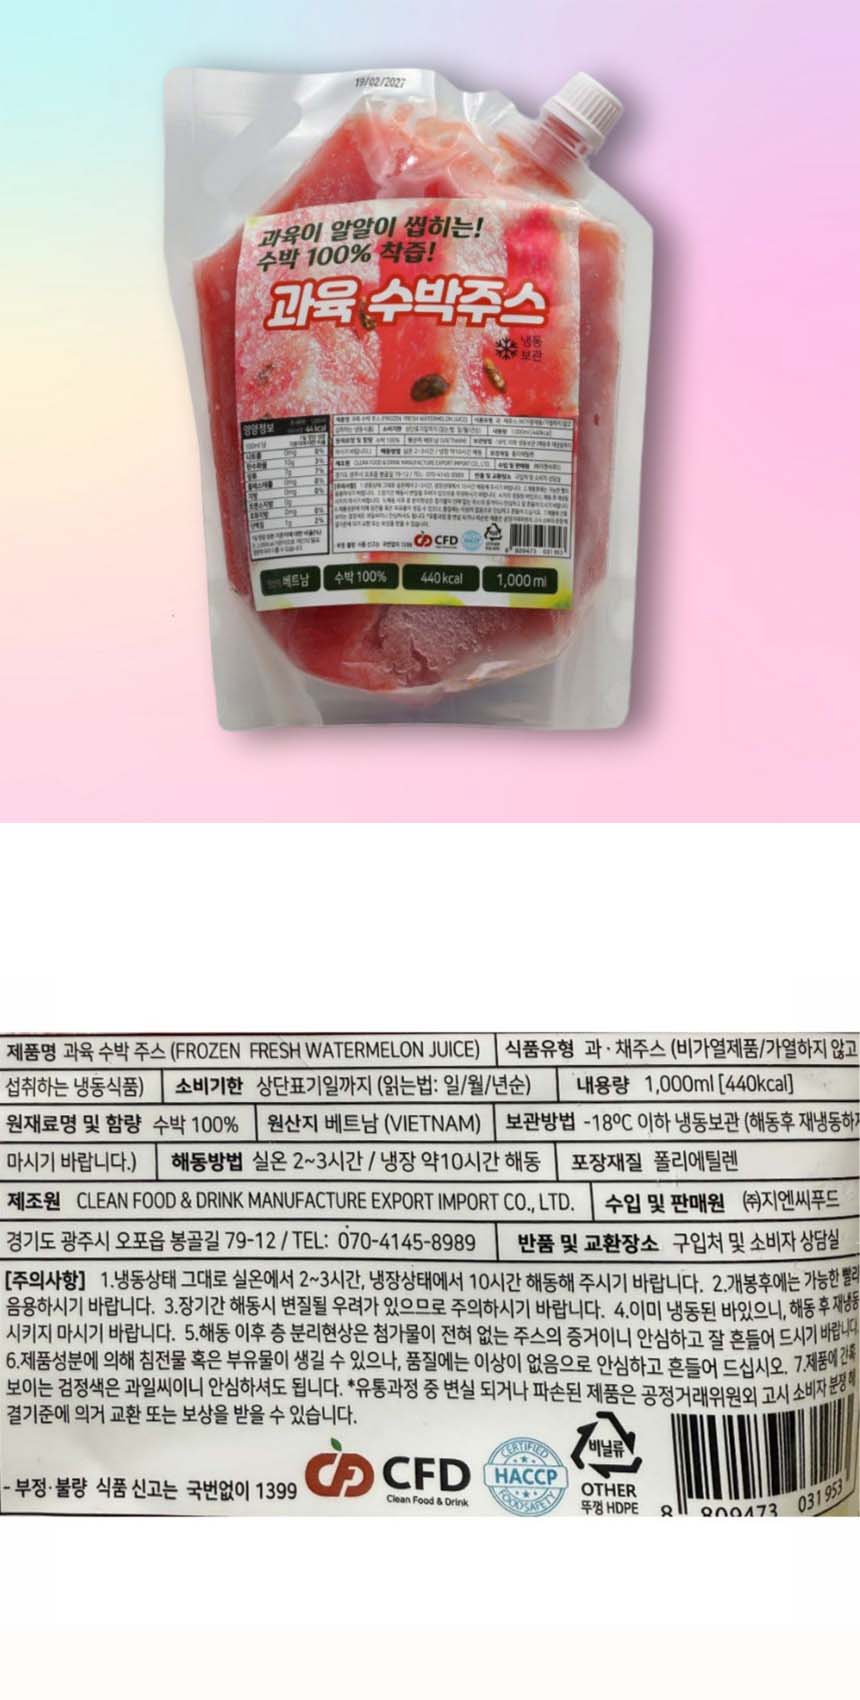 19/02/2027
과육이 알알이 씹히는!
수박 100% 착즙!
과육 수박주스
냉동
보관
영양정보
CFD
베트남
수박 100%
440 kcal
1,000 ml
8 809473 031953
제품명 과육 수박 주스 (FROZEN FRESH WATERMELON JUICE) 식품유형 과·채주스 (비가열제품/가열하지 않고
섭취하는 냉동식품) 소비기한 상단표기일까지 (읽는법: 일/월/년순) 내용량 1,000ml [440kcal]
원재료명 및 함량 수박 100% 원산지 베트남 (VIETNAM) 보관방법 -18ºC 이하 냉동보관 (해동후 재냉동하지
마시기 바랍니다.) 해동방법 실온 2~3시간 / 냉장 약10시간 해동 포장재질 폴리에틸렌
제조원 CLEAN FOOD & DRINK MANUFACTURE EXPORT IMPORT CO., LTD. 수입 및 판매원 ㈜지엔씨푸드
경기도 광주시 오포읍 봉골길 79-12 / TEL: 070-4145-8989 반품 및 교환장소 구입처 및 소비자 상담실
[주의사항] 1.냉동상태 그대로 실온에서 2~3시간, 냉장상태에서 10시간 해동해 주시기 바랍니다. 2.개봉후에는 가능한 빨리
음용하시기 바랍니다. 3.장기간 해동시 변질될 우려가 있으므로 주의하시기 바랍니다. 4.이미 냉동된 바있으니, 해동 후 재냉동
시키지 마시기 바랍니다. 5.해동 이후 층 분리현상은 첨가물이 전혀 없는 주스의 증거이니 안심하고 잘 흔들어 드시기 바랍니다.
6.제품성분에 의해 침전물 혹은 부유물이 생길 수 있으나, 품질에는 이상이 없음으로 안심하고 흔들어 드십시오. 7.제품에 간혹
보이는 검정색은 과일씨이니 안심하셔도 됩니다. *유통과정 중 변실 되거나 파손된 제품은 공정거래위원외 고시 소비자 분쟁 해
결기준에 의거 교환 또는 보상을 받을 수 있습니다.
- 부정·불량 식품 신고는 국번없이 1399
CFD
Clean Food & Drink
CERTIFIED
HACCP
FOOD SAFETY
비닐류
OTHER
뚜껑 HDPE
8 809473 031953